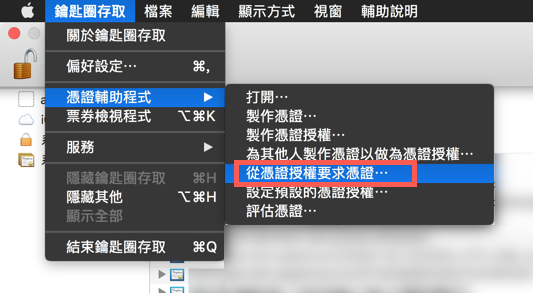 鑰匙圈存取 檔案 編輯 顯示方式 視窗 輔助說明
關於鑰匙圈存取
偏好設定⋯ ⌘,
憑證輔助程式 ▶
票券檢視程式 ⌥⌘K
服務 ▶
隱藏鑰匙圈存取 ⌘H
隱藏其他 ⌥⌘H
顯示全部
結束鑰匙圈存取 ⌘Q
打開⋯
製作憑證⋯
製作憑證授權⋯
為其他人製作憑證以做為憑證授權⋯
從憑證授權要求憑證⋯
設定預設的憑證授權⋯
評估憑證⋯